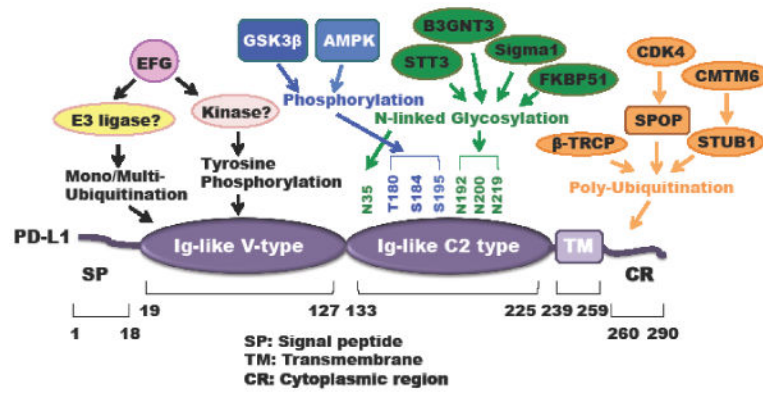 EFG
E3 ligase?
Kinase?
Mono/Multi-
Ubiquitination
Tyrosine
Phosphorylation
GSK3β
AMPK
Phosphorylation
B3GNT3
STT3
Sigma1
FKBP51
N-linked Glycosylation
CDK4
CMTM6
SPOP
β-TRCP
STUB1
Poly-Ubiquitination
N35
T180
S184
S195
N192
N200
N219
PD-L1
Ig-like V-type
Ig-like C2 type
TM
SP
CR
1
18
19
127
133
225
239
259
260
290
SP: Signal peptide
TM: Transmembrane
CR: Cytoplasmic region